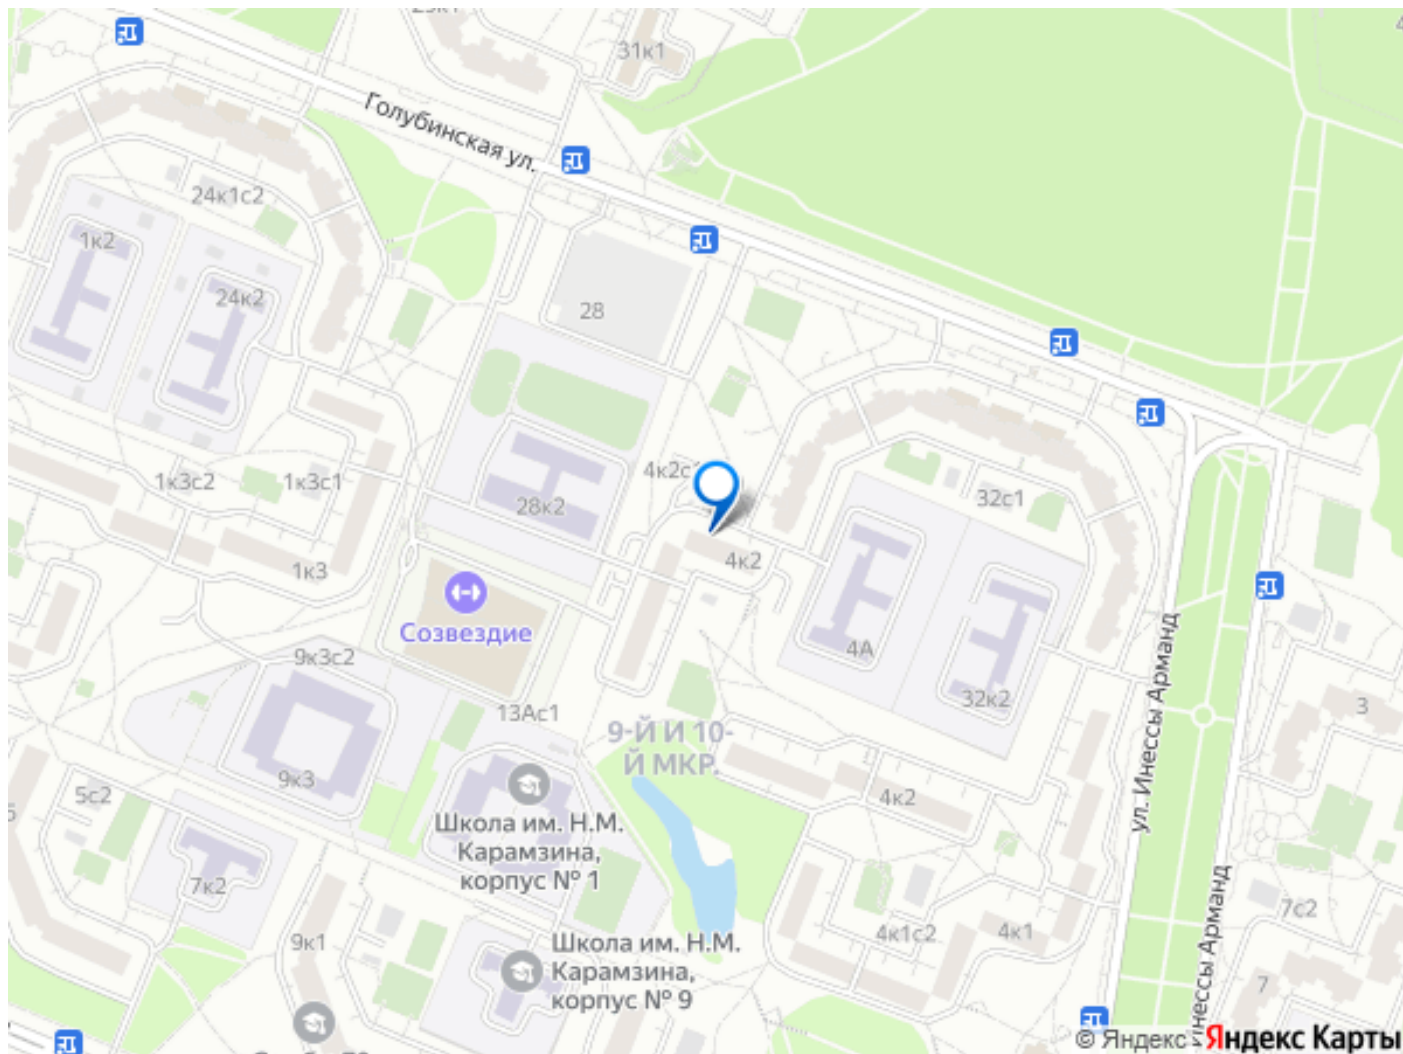 31к1
Голубинская ул.
24к1с2
1к2
24к2
28
4к2с1
1к3с2
1к3с1
28к2
32с1
1к3
4к2
Созвездие
4А
9к3с2
32к2
13Ас1
3
9-Й И 10-
Й МКР.
ул. Инессы Арманд
9к3
5с2
4к2
Школа им. Н.М.
Карамзина,
корпус № 1
7к2
7с2
9к1
4к1с2
4к1
Инессы Арманд
Школа им. Н.М.
Карамзина,
корпус № 9
7
© Яндекс
Яндекс Карты